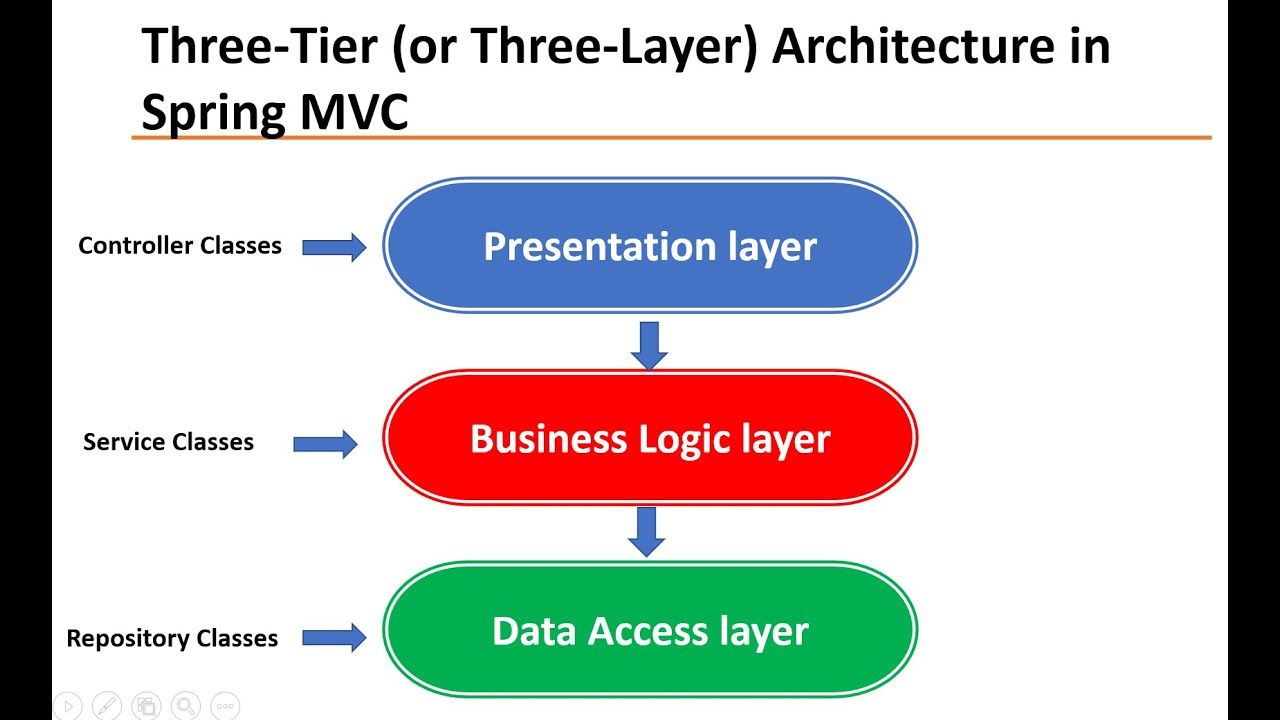 Three-Tier (or Three-Layer) Architecture in
Spring MVC
Controller Classes
Presentation layer
Service Classes
Business Logic layer
Repository Classes
Data Access layer